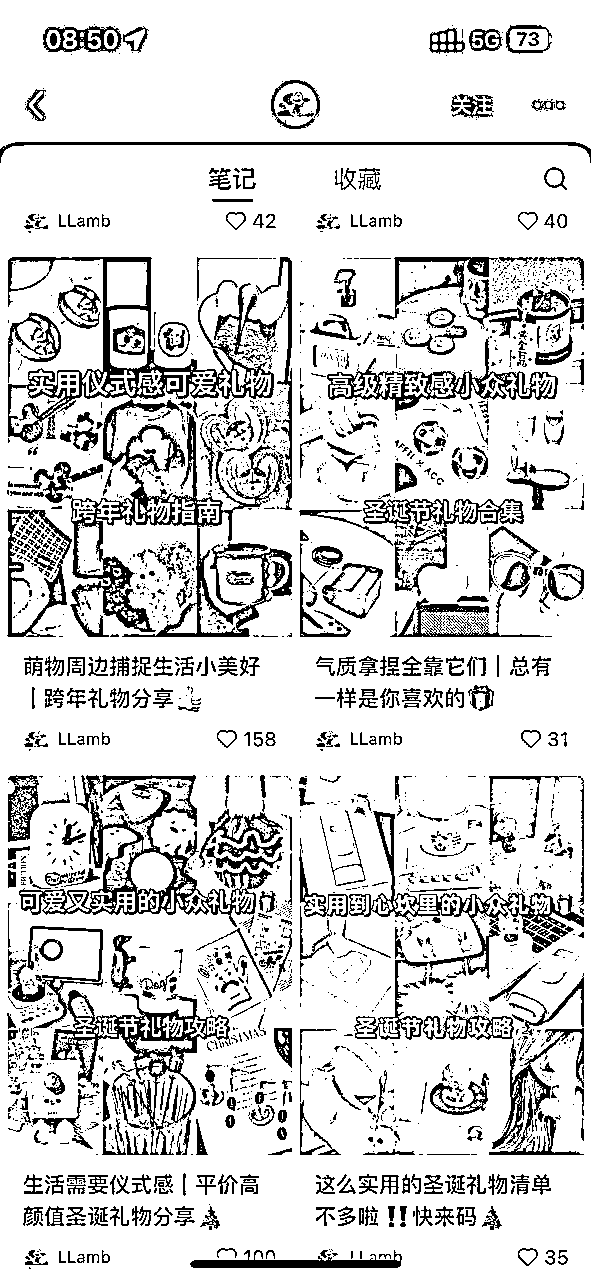 08:50
5G 73
关注
笔记 收藏
LLamb 42
LLamb 40
实用仪式感可爱礼物
跨年礼物指南
萌物周边捕捉生活小美好
｜跨年礼物分享
LLamb 158
高级精致感小众礼物
AFFII X ACC
圣诞节礼物合集
气质拿捏全靠它们｜总有
一样是你喜欢的
LLamb 31
可爱又实用的小众礼物
圣诞节礼物攻略
CHRISTMAS
生活需要仪式感｜平价高
颜值圣诞礼物分享
LLamb 100
实用到心坎里的小众礼物
圣诞节礼物攻略
这么实用的圣诞礼物清单
不多啦‼️快来码
LLamb 35